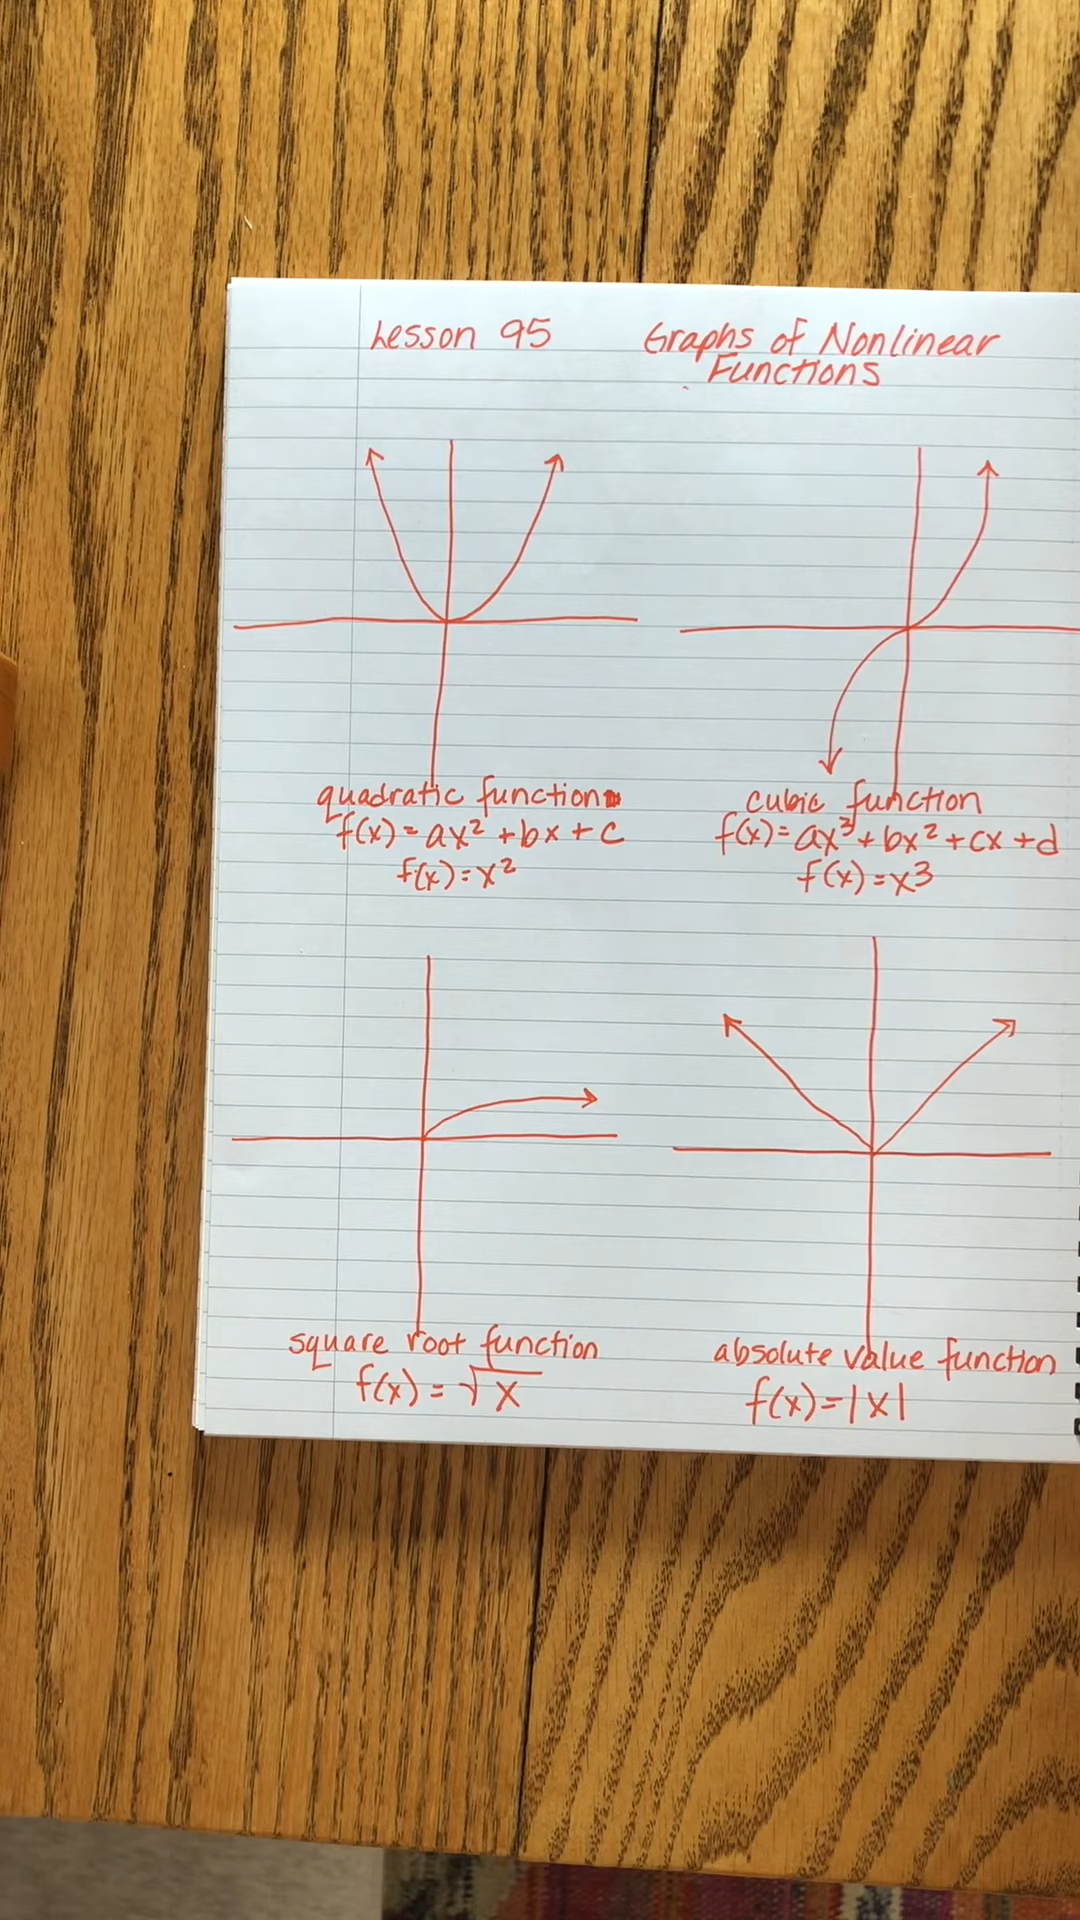 Lesson 95
Graphs of Nonlinear
Functions
quadratic function
f(x) = ax² + bx + c
f(x) = x²
cubic function
f(x) = ax³ + bx² + cx + d
f(x) = x³
square root function
f(x) = √x
absolute value function
f(x) = |x|